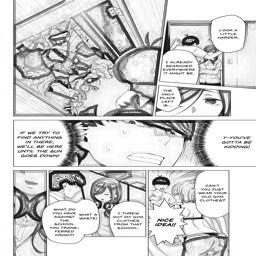 LOOK A
LITTLE
HARDER.
I ALREADY
SEARCHED
EVERYWHERE
IT MIGHT BE.
THE ONLY
PLACE
LEFT IS...
IF WE TRY TO
FIND ANYTHING
IN THERE,
WE'LL BE HERE
UNTIL THE SUN
GOES DOWN!
Y-YOU'VE
GOTTA BE
KIDDING!
CAN'T
YOU JUST
WEAR YOUR
OLD GYM
CLOTHES?
NICE
IDEA!!
I THREW
OUT MY GYM
CLOTHES
FROM THAT
SCHOOL.
WHAT A
WASTE!
WHAT DO
YOU HAVE
AGAINST
THE
SCHOOL
YOU TRANS-
FERRED
FROM?!